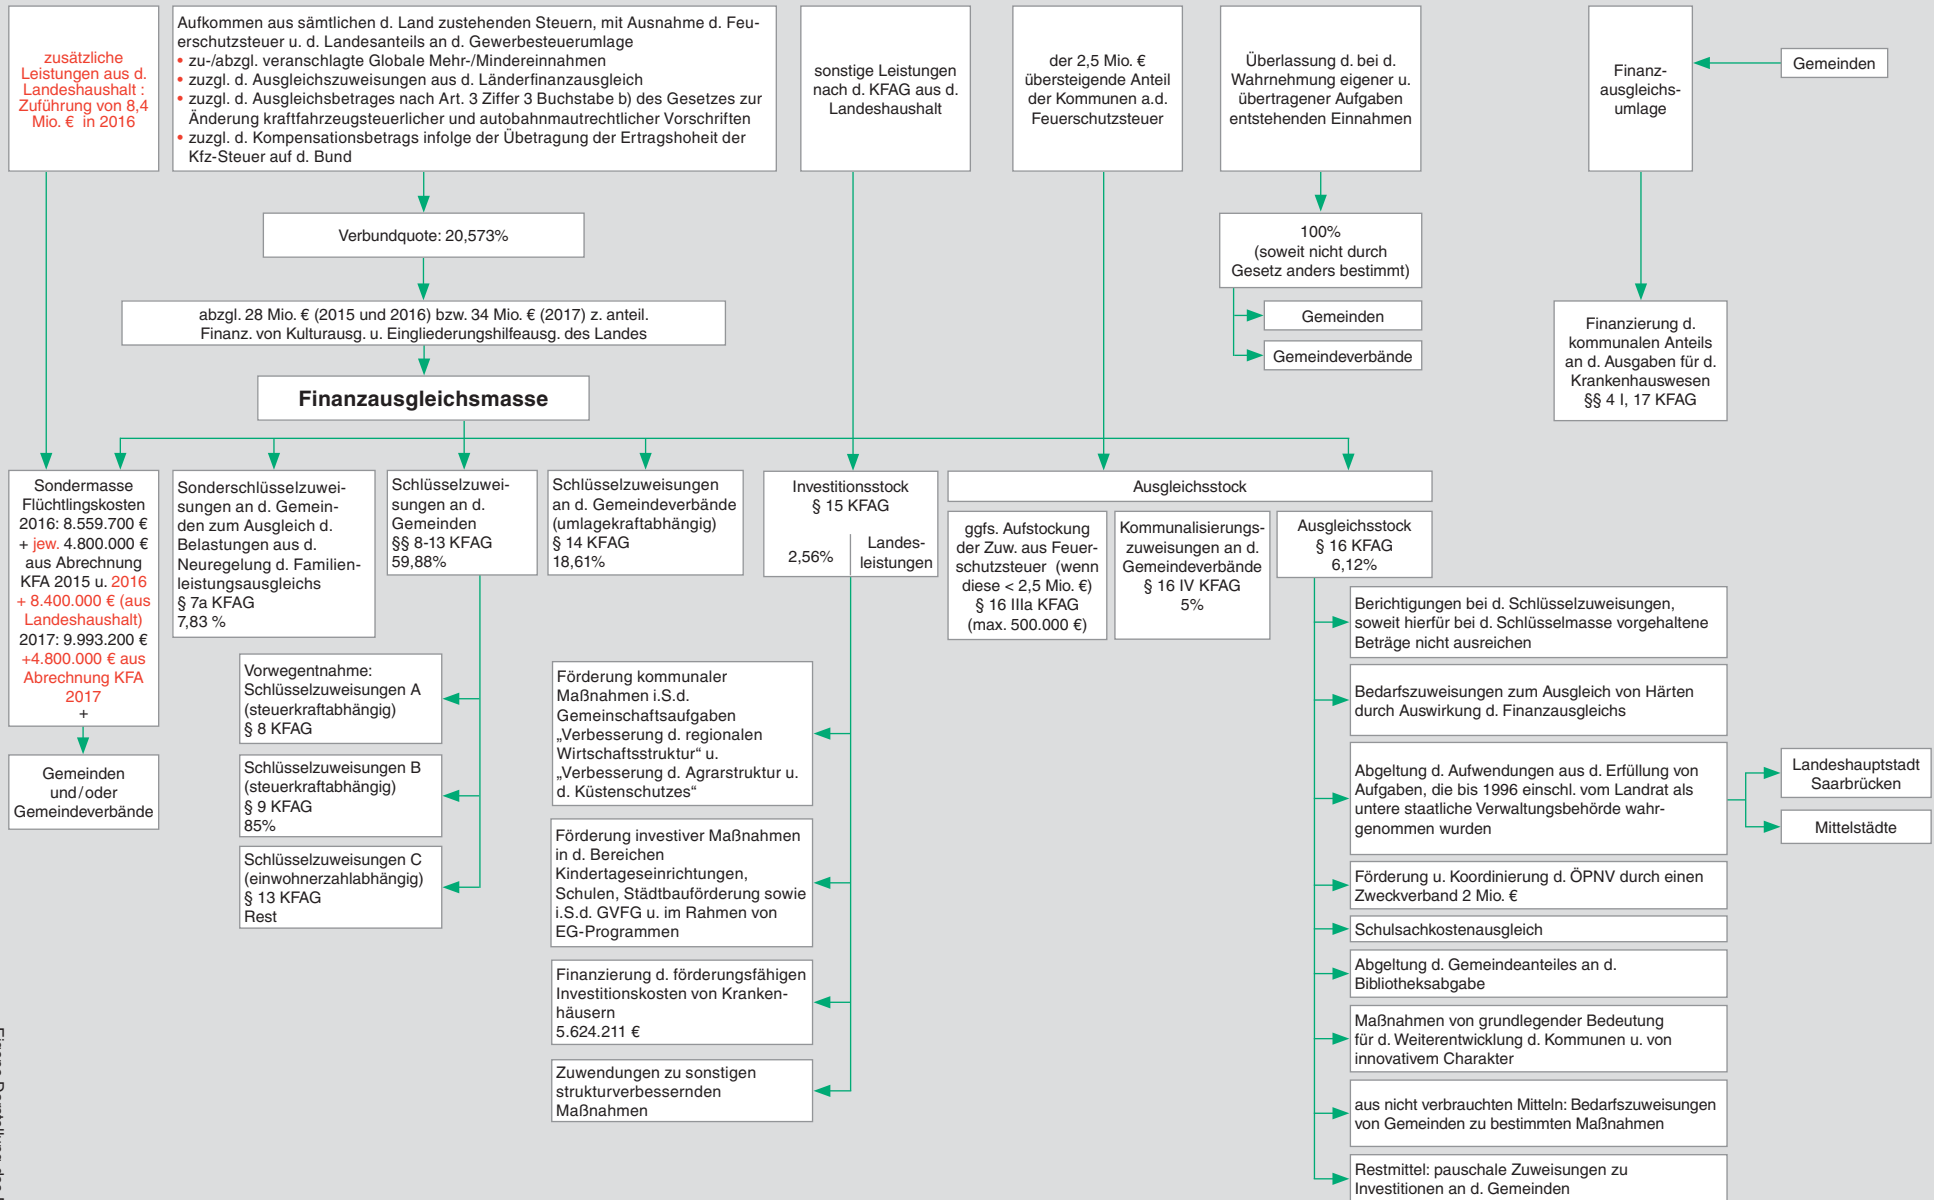 zusätzliche
Leistungen aus d.
Landeshaushalt :
Zuführung von 8,4
Mio. € in 2016
Aufkommen aus sämtlichen d. Land zustehenden Steuern, mit Ausnahme d. Feu-
erschutzsteuer u. d. Landesanteils an d. Gewerbesteuerumlage
• zu-/abzgl. veranschlagte Globale Mehr-/Mindereinnahmen
• zuzgl. d. Ausgleichszuweisungen aus d. Länderfinanzausgleich
• zuzgl. d. Ausgleichsbetrages nach Art. 3 Ziffer 3 Buchstabe b) des Gesetzes zur
Änderung kraftfahrzeugsteuerlicher und autobahnmautrechtlicher Vorschriften
• zuzgl. d. Kompensationsbetrags infolge der Übetragung der Ertragshoheit der
Kfz-Steuer auf d. Bund
sonstige Leistungen
nach d. KFAG aus d.
Landeshaushalt
der 2,5 Mio. €
übersteigende Anteil
der Kommunen a.d.
Feuerschutzsteuer
Überlassung d. bei d.
Wahrnehmung eigener u.
übertragener Aufgaben
entstehenden Einnahmen
Finanz-
ausgleichs-
umlage
Gemeinden
Verbundquote: 20,573%
100%
(soweit nicht durch
Gesetz anders bestimmt)
Gemeinden
Gemeindeverbände
abzgl. 28 Mio. € (2015 und 2016) bzw. 34 Mio. € (2017) z. anteil.
Finanz. von Kulturausg. u. Eingliederungshilfeausg. des Landes
Finanzierung d.
kommunalen Anteils
an d. Ausgaben für d.
Krankenhauswesen
§§ 4 I, 17 KFAG
Finanzausgleichsmasse
Sondermasse
Flüchtlingskosten
2016: 8.559.700 €
+ jew. 4.800.000 €
aus Abrechnung
KFA 2015 u. 2016
+ 8.400.000 € (aus
Landeshaushalt)
2017: 9.993.200 €
+4.800.000 € aus
Abrechnung KFA
2017
+
Gemeinden
und/oder
Gemeindeverbände
Sonderschlüsselzuwei-
sungen an d. Gemein-
den zum Ausgleich d.
Belastungen aus d.
Neuregelung d. Familien-
leistungsausgleichs
§ 7a KFAG
7,83 %
Schlüsselzuwei-
sungen an d.
Gemeinden
§§ 8-13 KFAG
59,88%
Schlüsselzuweisungen
an d. Gemeindeverbände
(umlagekraftabhängig)
§ 14 KFAG
18,61%
Investitionsstock
§ 15 KFAG
2,56%
Landes-
leistungen
Ausgleichsstock
ggfs. Aufstockung
der Zuw. aus Feuer-
schutzsteuer (wenn
diese < 2,5 Mio. €)
§ 16 IIIa KFAG
(max. 500.000 €)
Kommunalisierungs-
zuweisungen an d.
Gemeindeverbände
§ 16 IV KFAG
5%
Ausgleichsstock
§ 16 KFAG
6,12%
Vorwegentnahme:
Schlüsselzuweisungen A
(steuerkraftabhängig)
§ 8 KFAG
Schlüsselzuweisungen B
(steuerkraftabhängig)
§ 9 KFAG
85%
Schlüsselzuweisungen C
(einwohnerzahlabhängig)
§ 13 KFAG
Rest
Förderung kommunaler
Maßnahmen i.S.d.
Gemeinschaftsaufgaben
„Verbesserung d. regionalen
Wirtschaftsstruktur“ u.
„Verbesserung d. Agrarstruktur u.
d. Küstenschutzes“
Förderung investiver Maßnahmen
in d. Bereichen
Kindertageseinrichtungen,
Schulen, Städtbauförderung sowie
i.S.d. GVFG u. im Rahmen von
EG-Programmen
Finanzierung d. förderungsfähigen
Investitionskosten von Kranken-
häusern
5.624.211 €
Zuwendungen zu sonstigen
strukturverbessernden
Maßnahmen
Berichtigungen bei d. Schlüsselzuweisungen,
soweit hierfür bei d. Schlüsselmasse vorgehaltene
Beträge nicht ausreichen
Bedarfszuweisungen zum Ausgleich von Härten
durch Auswirkung d. Finanzausgleichs
Abgeltung d. Aufwendungen aus d. Erfüllung von
Aufgaben, die bis 1996 einschl. vom Landrat als
untere staatliche Verwaltungsbehörde wahr-
genommen wurden
Landeshauptstadt
Saarbrücken
Mittelstädte
Förderung u. Koordinierung d. ÖPNV durch einen
Zweckverband 2 Mio. €
Schulsachkostenausgleich
Abgeltung d. Gemeindeanteiles an d.
Bibliotheksabgabe
Maßnahmen von grundlegender Bedeutung
für d. Weiterentwicklung d. Kommunen u. von
innovativem Charakter
aus nicht verbrauchten Mitteln: Bedarfszuweisungen
von Gemeinden zu bestimmten Maßnahmen
Restmittel: pauschale Zuweisungen zu
Investitionen an d. Gemeinden